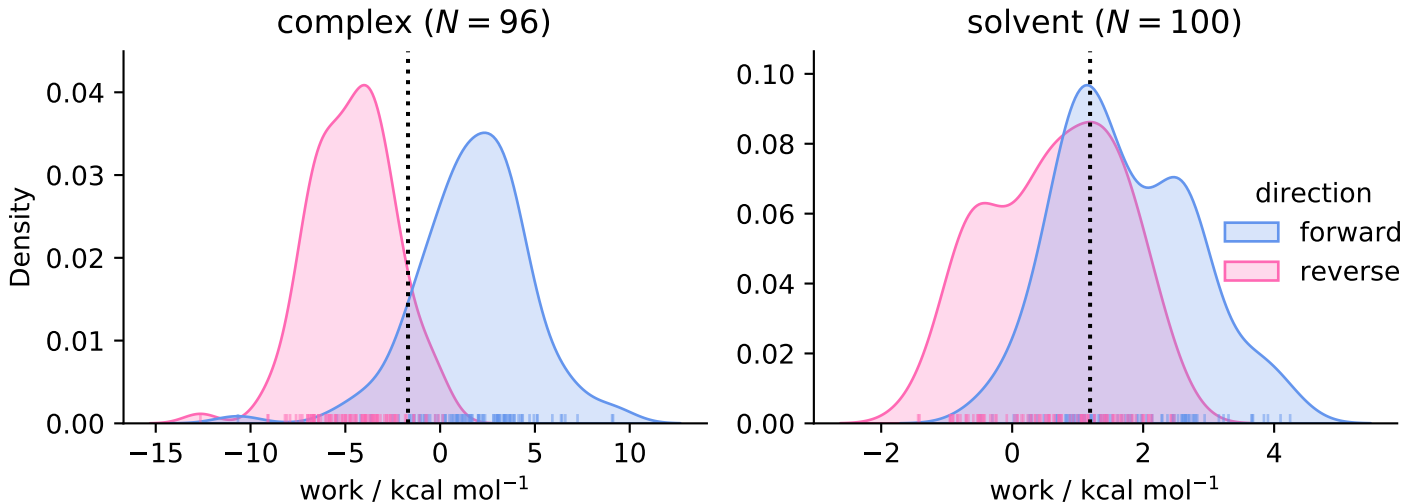 complex (N = 96)
0.04
0.03
0.02
0.01
0.00
Density
−15 −10 −5 0 5 10
work / kcal mol⁻¹
solvent (N = 100)
0.10
0.08
0.06
0.04
0.02
0.00
−2 0 2 4
work / kcal mol⁻¹
direction
forward
reverse